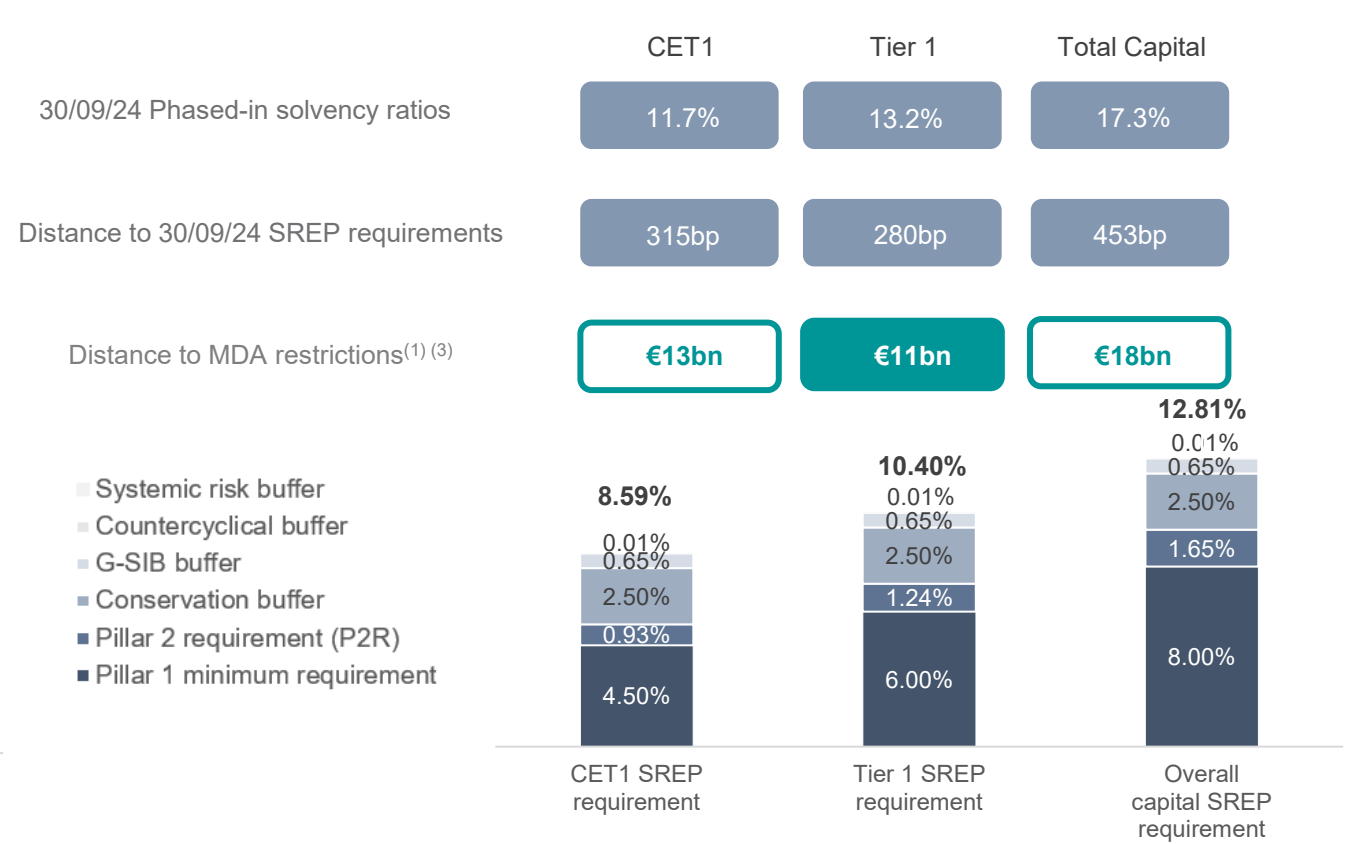 CET1 Tier 1 Total Capital
30/09/24 Phased-in solvency ratios 11.7% 13.2% 17.3%
Distance to 30/09/24 SREP requirements 315bp 280bp 453bp
Distance to MDA restrictions(1) (3) €13bn €11bn €18bn
Systemic risk buffer
Countercyclical buffer
G-SIB buffer
Conservation buffer
Pillar 2 requirement (P2R)
Pillar 1 minimum requirement
8.59%
0.01%
0.65%
2.50%
0.93%
4.50%
CET1 SREP
requirement
10.40%
0.01%
0.65%
2.50%
1.24%
6.00%
Tier 1 SREP
requirement
12.81%
0.01%
0.65%
2.50%
1.65%
8.00%
Overall
capital SREP
requirement